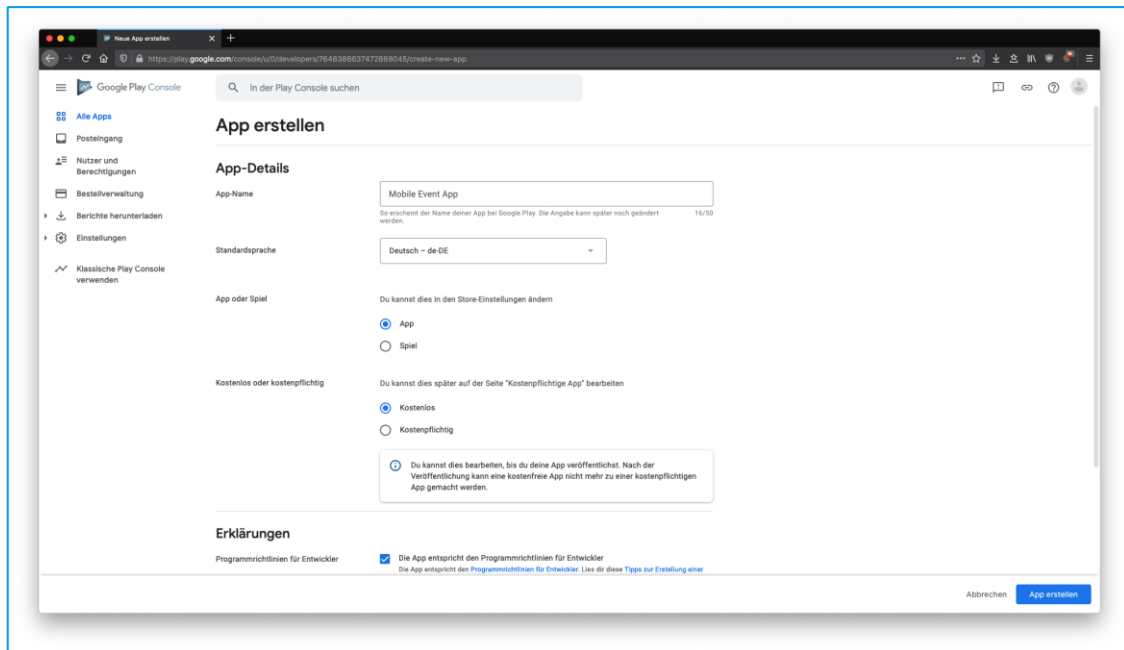 Neue App erstellen
https://play.google.com/console/u/0/developers/7648386637472888045/create-new-app
Google Play Console
In der Play Console suchen
Alle Apps
Posteingang
Nutzer und
Berechtigungen
Bestellverwaltung
Berichte herunterladen
Einstellungen
Klassische Play Console
verwenden
App erstellen
App-Details
App-Name
Mobile Event App
So erscheint der Name deiner App bei Google Play. Die Angabe kann später noch geändert
werden.
16/50
Standardsprache
Deutsch – de-DE
App oder Spiel
Du kannst dies in den Store-Einstellungen ändern
App
Spiel
Kostenlos oder kostenpflichtig
Du kannst dies später auf der Seite "Kostenpflichtige App" bearbeiten
Kostenlos
Kostenpflichtig
Du kannst dies bearbeiten, bis du deine App veröffentlichst. Nach der
Veröffentlichung kann eine kostenfreie App nicht mehr zu einer kostenpflichtigen
App gemacht werden.
Erklärungen
Programmrichtlinien für Entwickler
Die App entspricht den Programmrichtlinien für Entwickler
Die App entspricht den Programmrichtlinien für Entwickler. Lies dir diese Tipps zur Erstellung einer
Abbrechen
App erstellen